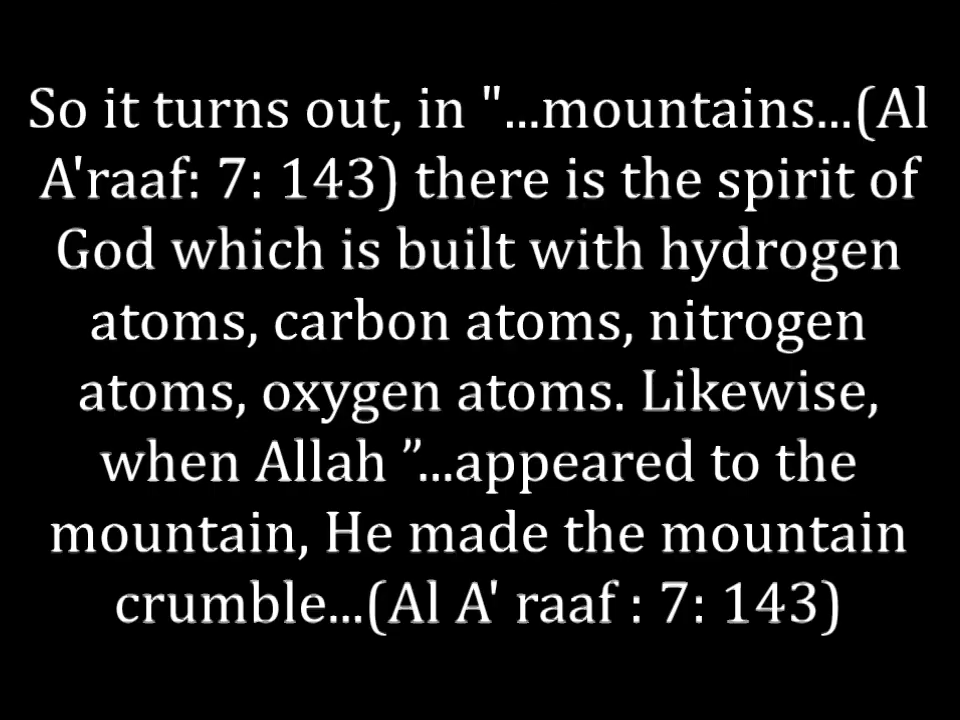 So it turns out, in "...mountains...(Al
A'raaf: 7: 143) there is the spirit of
God which is built with hydrogen
atoms, carbon atoms, nitrogen
atoms, oxygen atoms. Likewise,
when Allah ”...appeared to the
mountain, He made the mountain
crumble...(Al A' raaf : 7: 143)